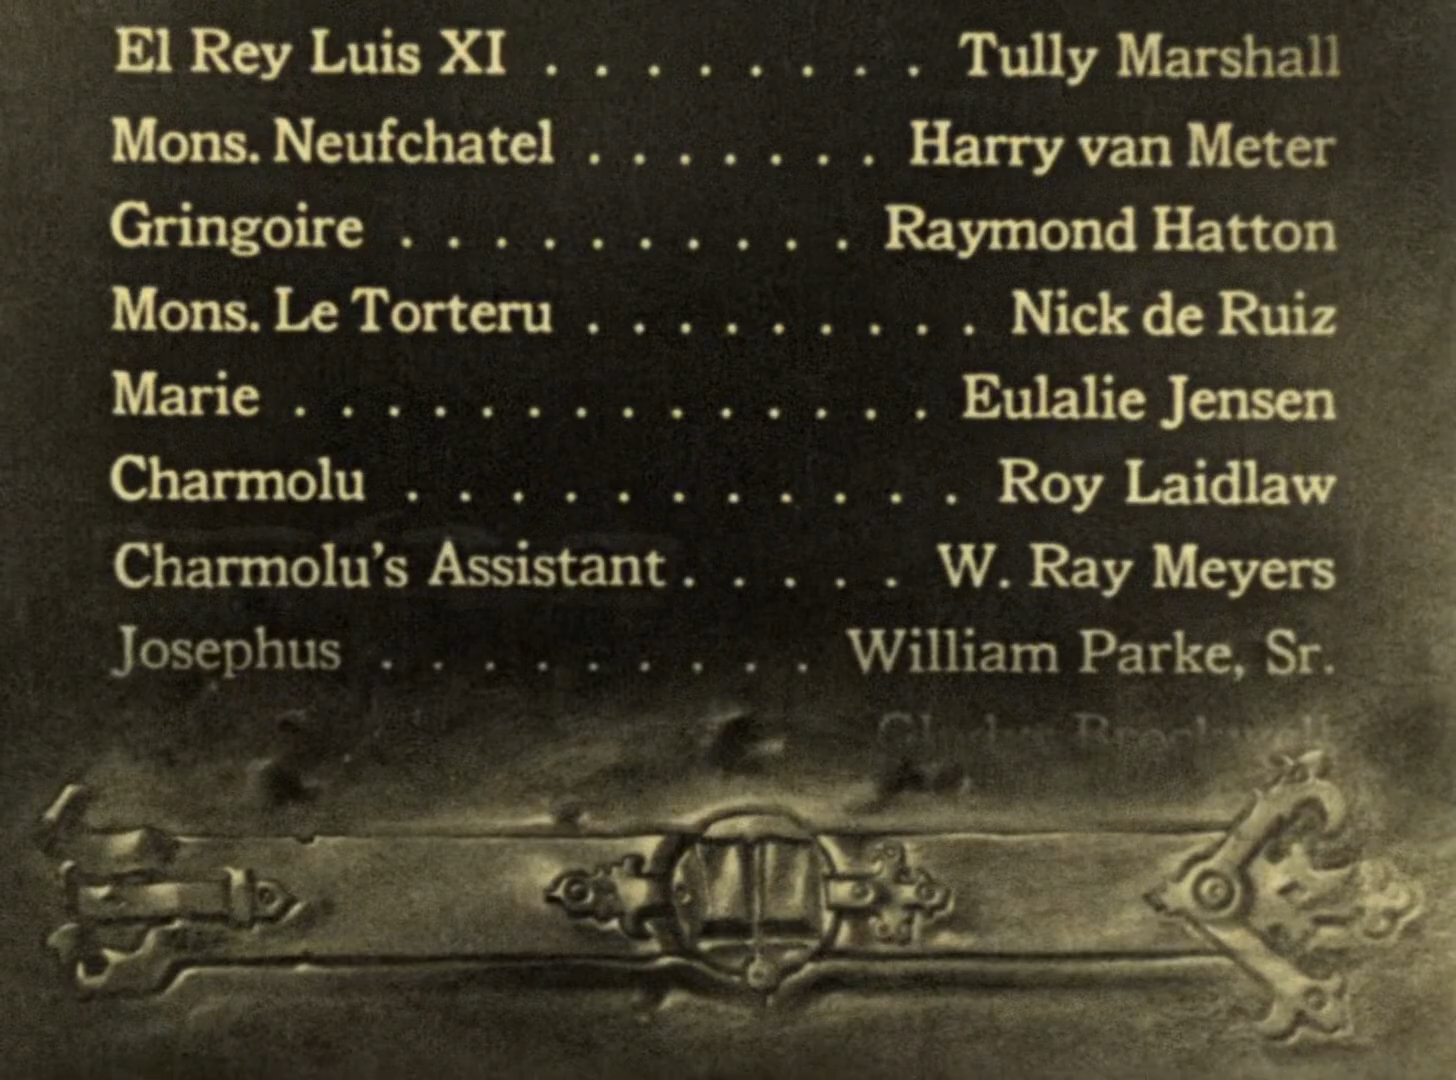 El Rey Luis XI . . . . . . . . Tully Marshall
Mons. Neufchatel . . . . . . . Harry van Meter
Gringoire . . . . . . . . . . Raymond Hatton
Mons. Le Torteru . . . . . . . . . Nick de Ruiz
Marie . . . . . . . . . . . . . . Eulalie Jensen
Charmolu . . . . . . . . . . . Roy Laidlaw
Charmolu's Assistant . . . . . W. Ray Meyers
Josephus . . . . . . . . . William Parke, Sr.